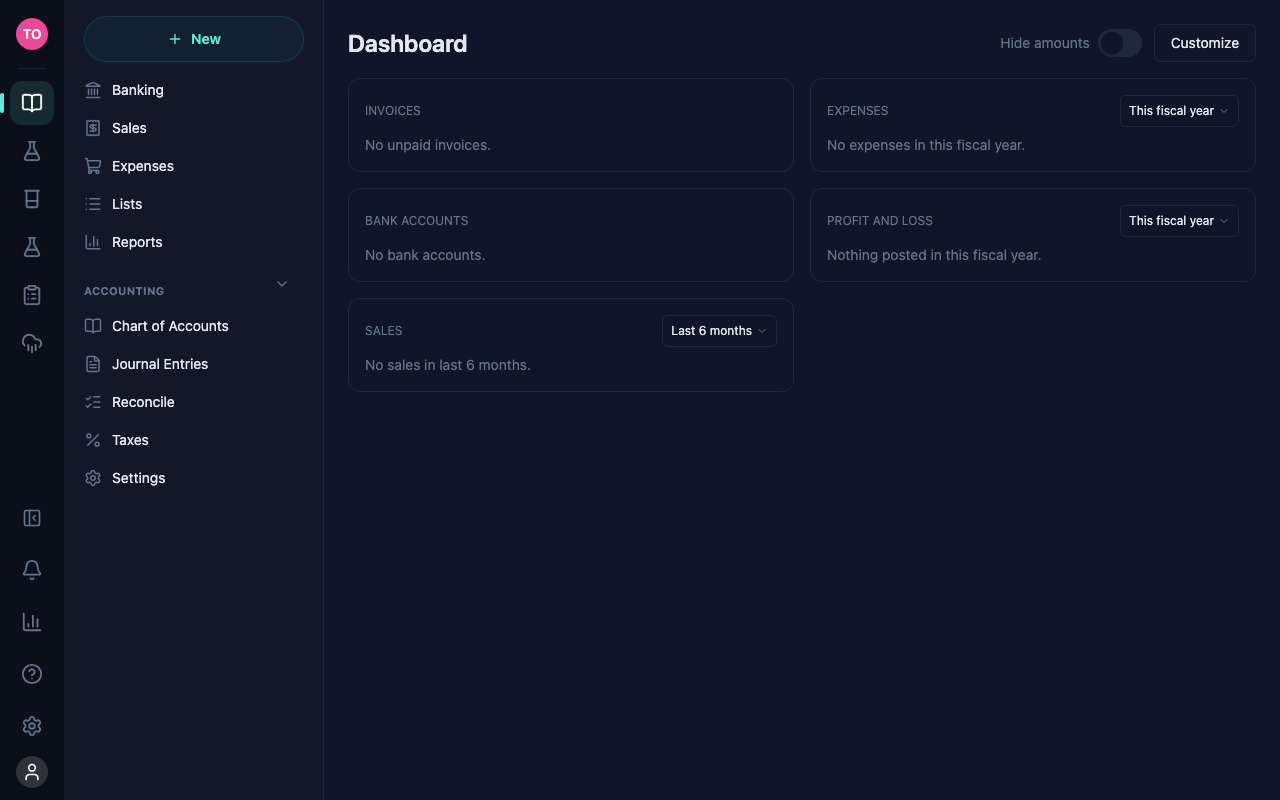 TO
New
Banking
Sales
Expenses
Lists
Reports
ACCOUNTING
Chart of Accounts
Journal Entries
Reconcile
Taxes
Settings
Dashboard
Hide amounts
Customize
INVOICES
No unpaid invoices.
EXPENSES
This fiscal year
No expenses in this fiscal year.
BANK ACCOUNTS
No bank accounts.
PROFIT AND LOSS
This fiscal year
Nothing posted in this fiscal year.
SALES
Last 6 months
No sales in last 6 months.